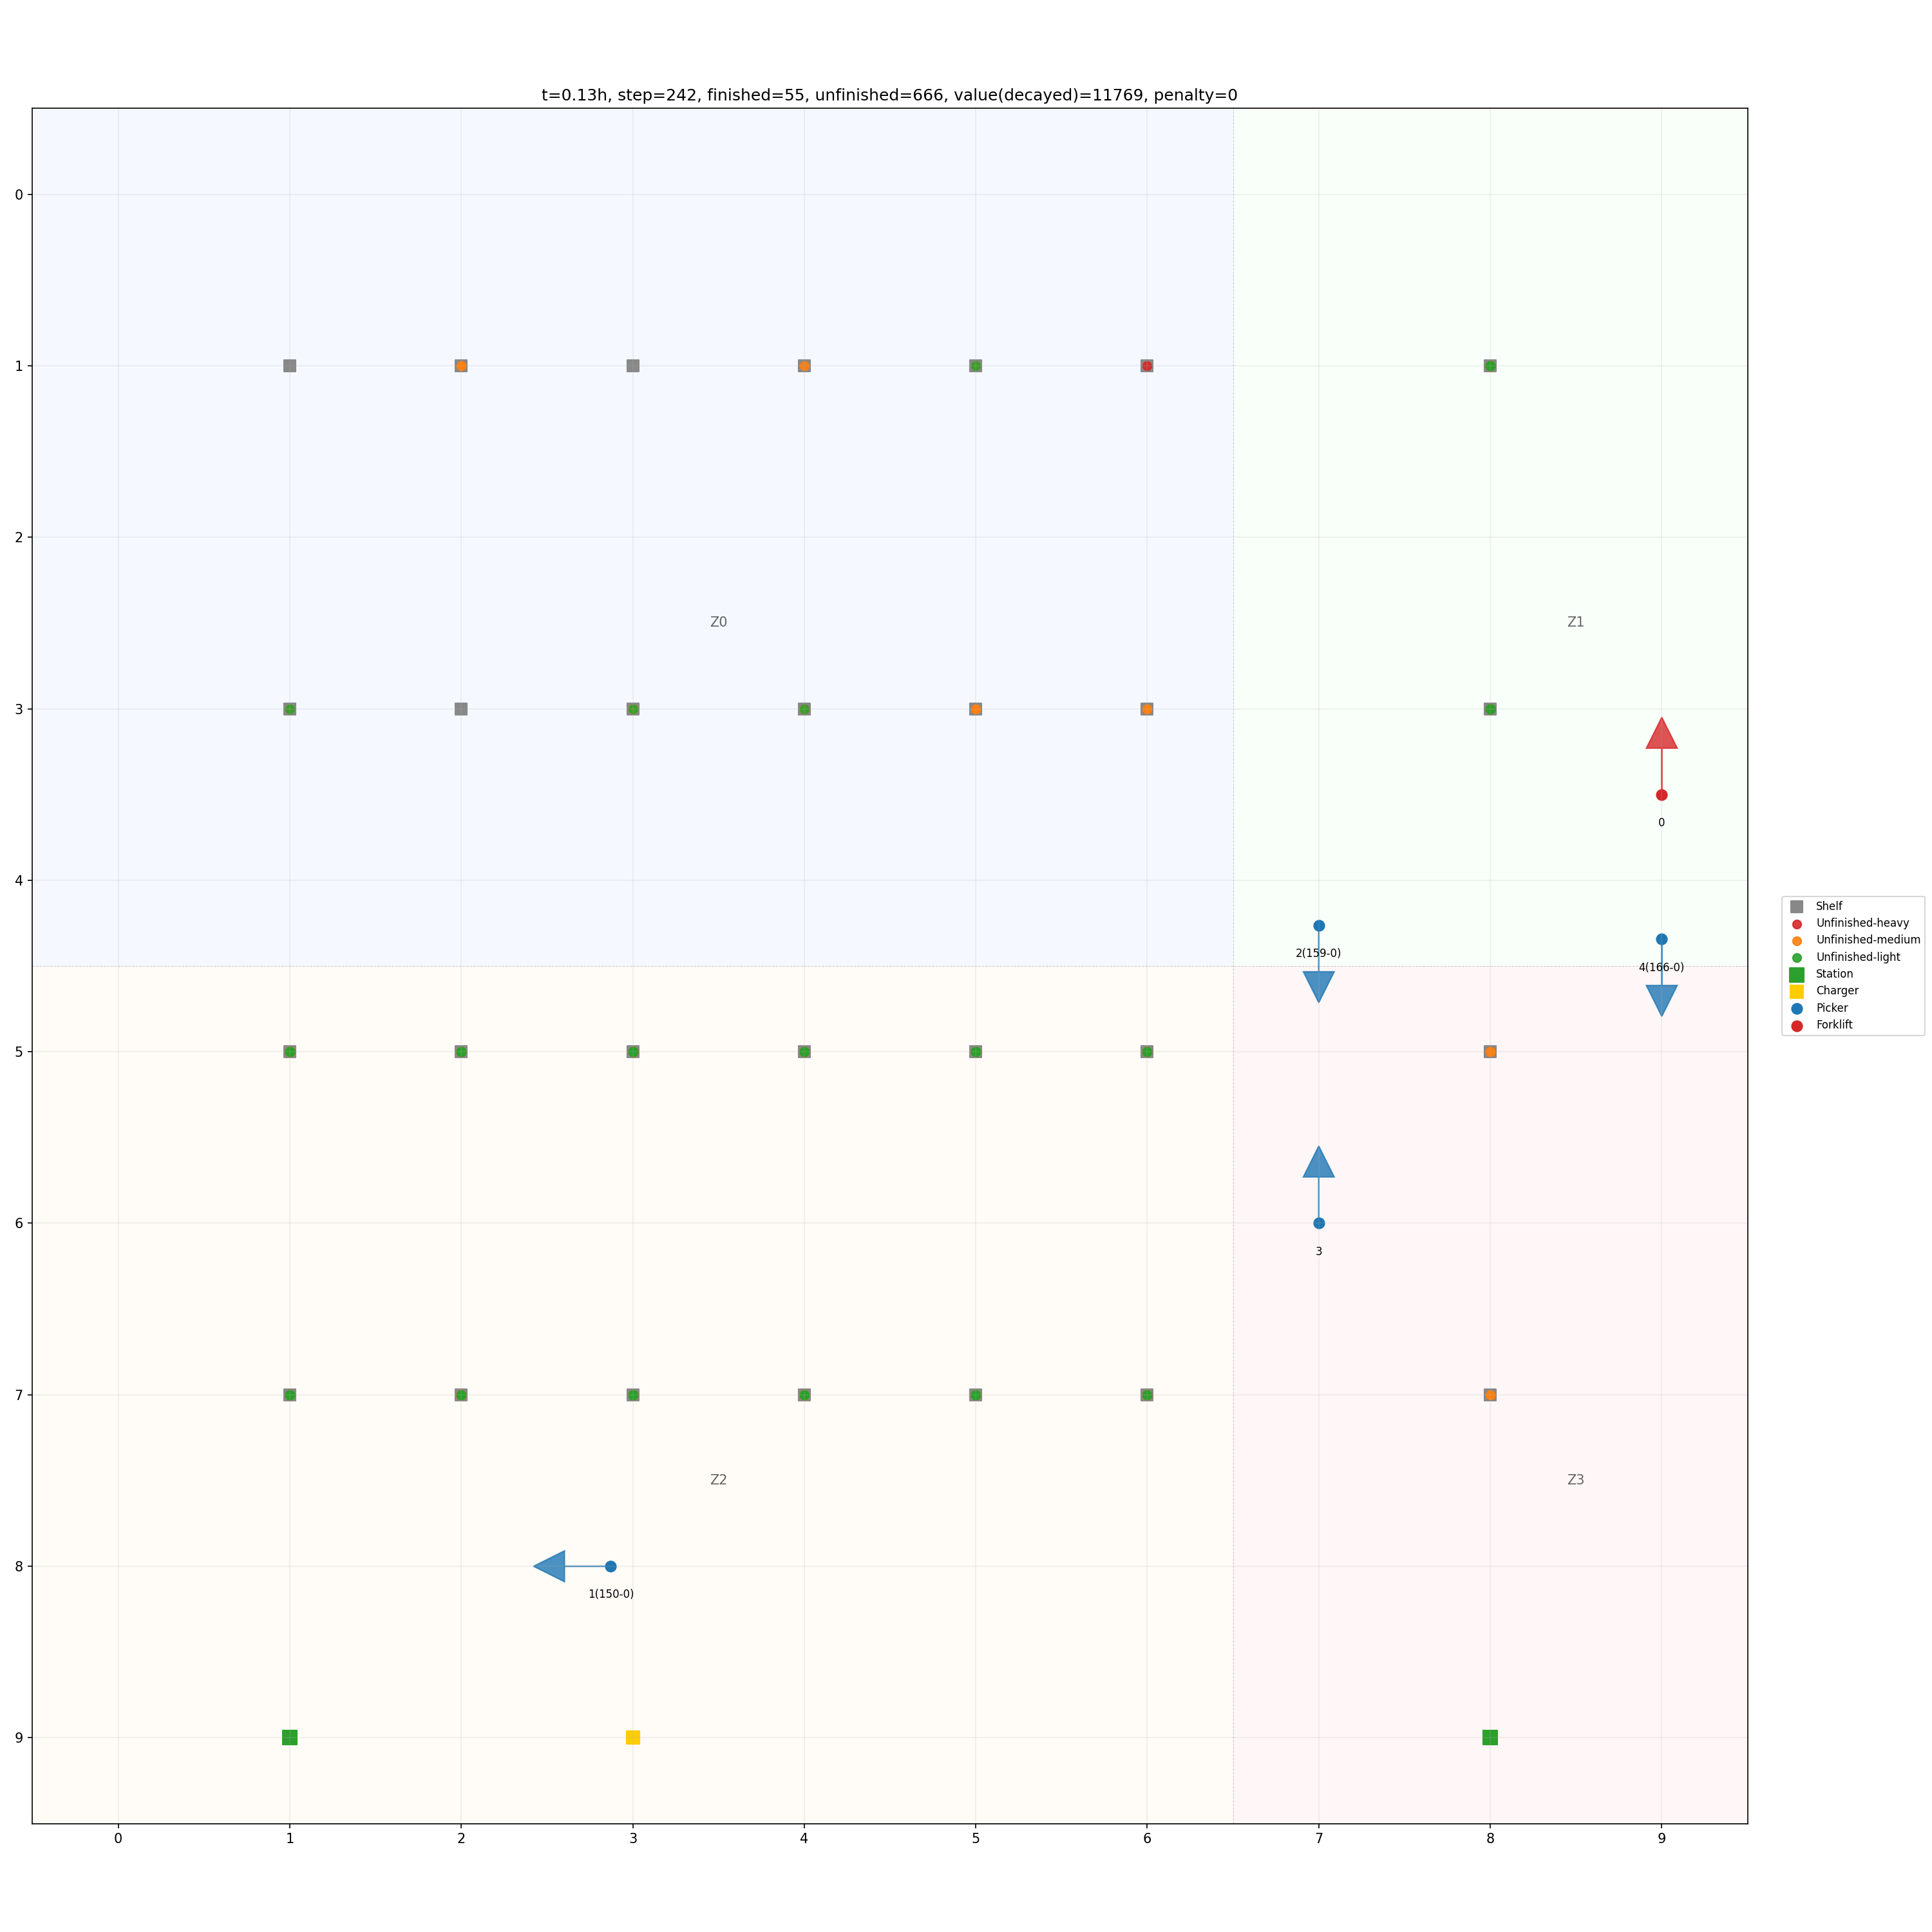 t=0.13h, step=242, finished=55, unfinished=666, value(decayed)=11769, penalty=0
0
1
2
Z0
Z1
3
0
4
2(159-0)
4(166-0)
Shelf
Unfinished-heavy
Unfinished-medium
Unfinished-light
Station
Charger
Picker
Forklift
5
6
3
7
Z2
Z3
8
1(150-0)
9
0 1 2 3 4 5 6 7 8 9